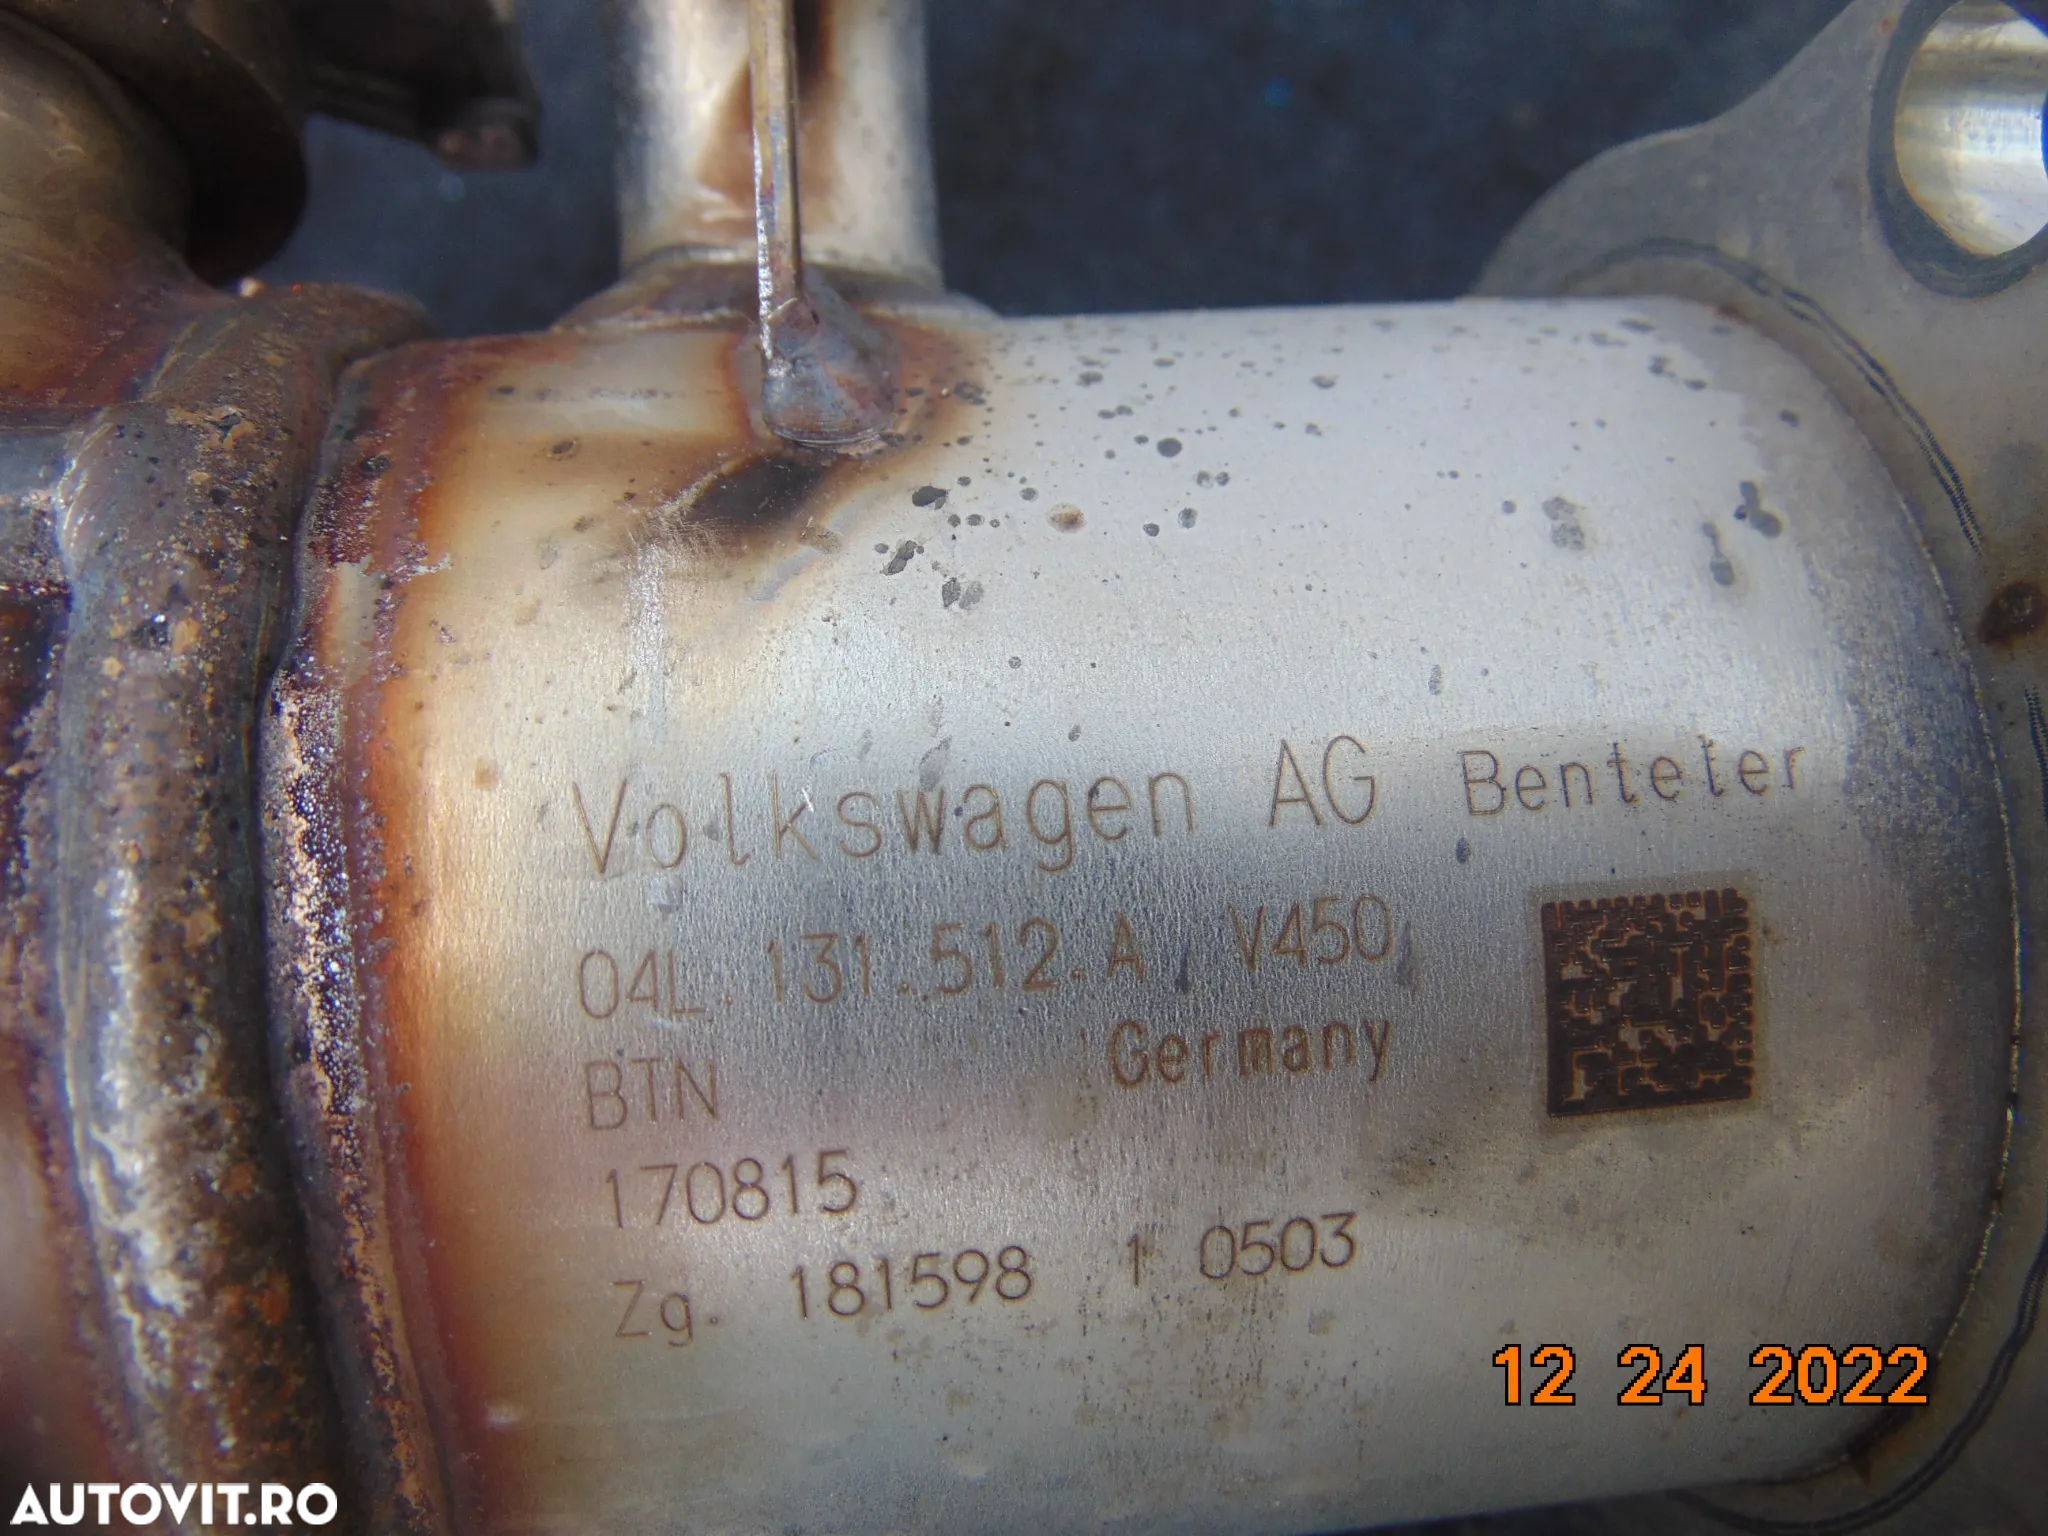 Volkswagen AG Benteler
04L.131.512.A V450
BTN Germany
170815
Zg. 181598 1 0503
12 24 2022
AUTOVIT.RO